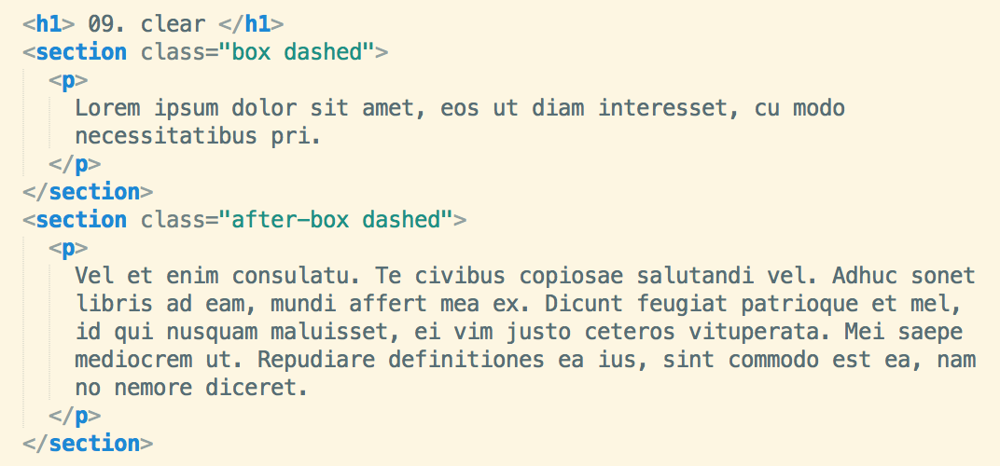 <h1> 09. clear </h1>
<section class="box dashed">
<p>
Lorem ipsum dolor sit amet, eos ut diam interesset, cu modo
necessitatibus pri.
</p>
</section>
<section class="after-box dashed">
<p>
Vel et enim consulatu. Te civibus copiosae salutandi vel. Adhuc sonet
libris ad eam, mundi affert mea ex. Dicunt feugiat patrioque et mel,
id qui nusquam maluisset, ei vim justo ceteros vituperata. Mei saepe
mediocrem ut. Repudiare definitiones ea ius, sint commodo est ea, nam
no nemore diceret.
</p>
</section>